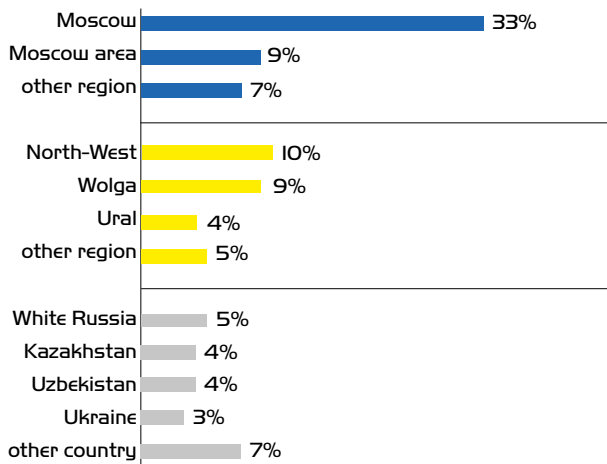 Moscow 33%
Moscow area 9%
other region 7%
North-West 10%
Wolga 9%
Ural 4%
other region 5%
White Russia 5%
Kazakhstan 4%
Uzbekistan 4%
Ukraine 3%
other country 7%